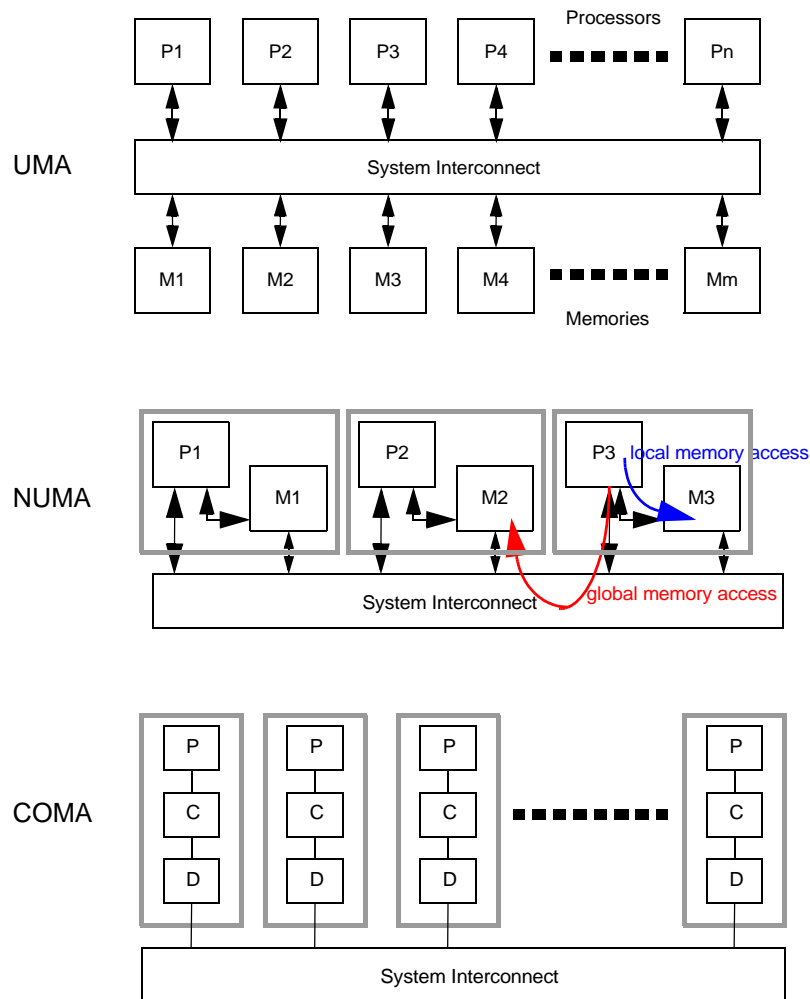 Processors
P1 P2 P3 P4 Pn
UMA
System Interconnect
M1 M2 M3 M4 Mm
Memories
NUMA
P1 P2 P3 local memory access
M1 M2 M3
global memory access
System Interconnect
COMA
P P P P
C C C C
D D D D
System Interconnect